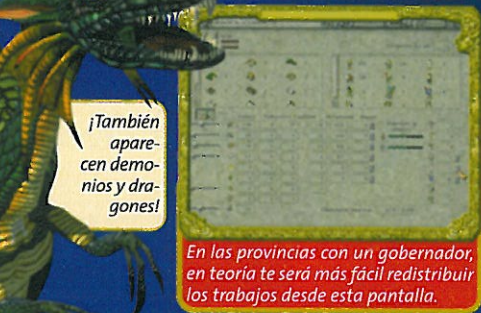 ¡También
apare-
cen demo-
nios y dra-
gones!
En las provincias con un gobernador,
en teoría te será más fácil redistribuir
los trabajos desde esta pantalla.